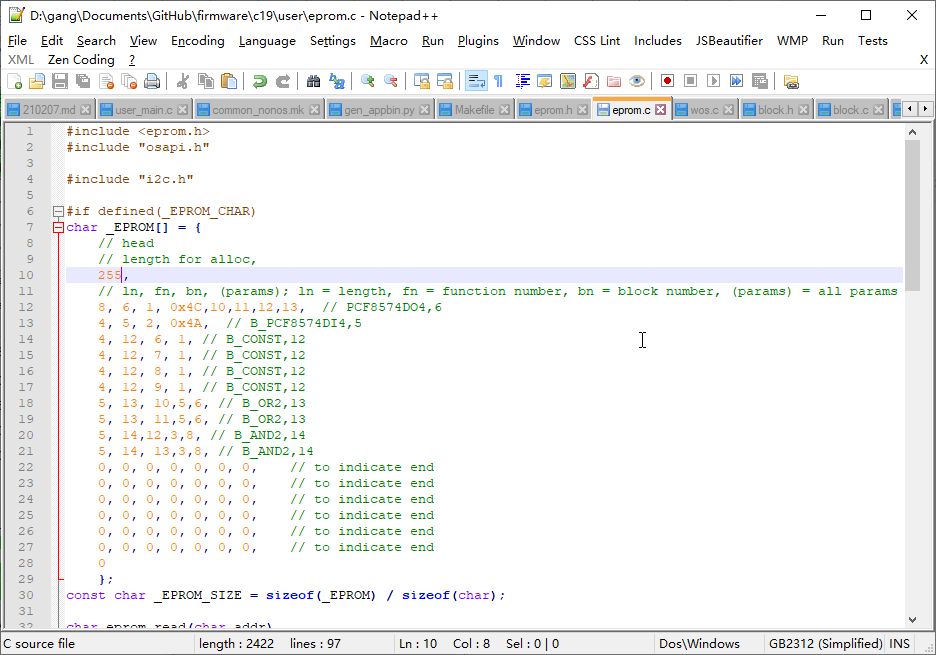 D:\gang\Documents\GitHub\firmware\c19\user\eprom.c - Notepad++
File Edit Search View Encoding Language Settings Macro Run Plugins Window CSS Lint Includes JSBeautifier WMP Run Tests
XML Zen Coding ? X
210207.md user_main.c common_nonos.mk gen_appbin.py Makefile eprom.h eprom.c wos.c block.h block.c
1 #include <eprom.h>
2 #include "osapi.h"
3
4 #include "i2c.h"
5
6 #if defined(_EPROM_CHAR)
7 char _EPROM[] = {
8 // head
9 // length for alloc,
10 255,
11 // ln, fn, bn, (params); ln = length, fn = function number, bn = block number, (params) = all params
12 8, 6, 1, 0x4C,10,11,12,13, // PCF8574DO4,6
13 4, 5, 2, 0x4A, // B_PCF8574DI4,5
14 4, 12, 6, 1, // B_CONST,12
15 4, 12, 7, 1, // B_CONST,12
16 4, 12, 8, 1, // B_CONST,12
17 4, 12, 9, 1, // B_CONST,12
18 5, 13, 10,5,6, // B_OR2,13
19 5, 13, 11,5,6, // B_OR2,13
20 5, 14,12,3,8, // B_AND2,14
21 5, 14, 13,3,8, // B_AND2,14
22 0, 0, 0, 0, 0, 0, 0, // to indicate end
23 0, 0, 0, 0, 0, 0, 0, // to indicate end
24 0, 0, 0, 0, 0, 0, 0, // to indicate end
25 0, 0, 0, 0, 0, 0, 0, // to indicate end
26 0, 0, 0, 0, 0, 0, 0, // to indicate end
27 0, 0, 0, 0, 0, 0, 0, // to indicate end
28 0
29 };
30 const char _EPROM_SIZE = sizeof(_EPROM) / sizeof(char);
31
32 char eprom_read(char addr)
C source file length : 2422 lines : 97 Ln : 10 Col : 8 Sel : 0 | 0 Dos\Windows GB2312 (Simplified) INS